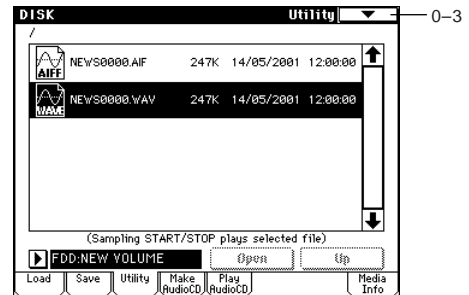 DISK Utility 0–3
/
AIFF NEWS0000.AIF 247K 14/05/2001 12:00:00
WAVE NEWS0000.WAV 247K 14/05/2001 12:00:00
(Sampling START/STOP plays selected file)
FDD:NEW VOLUME Open Up
Load Save Utility Make AudioCD Play AudioCD Media Info